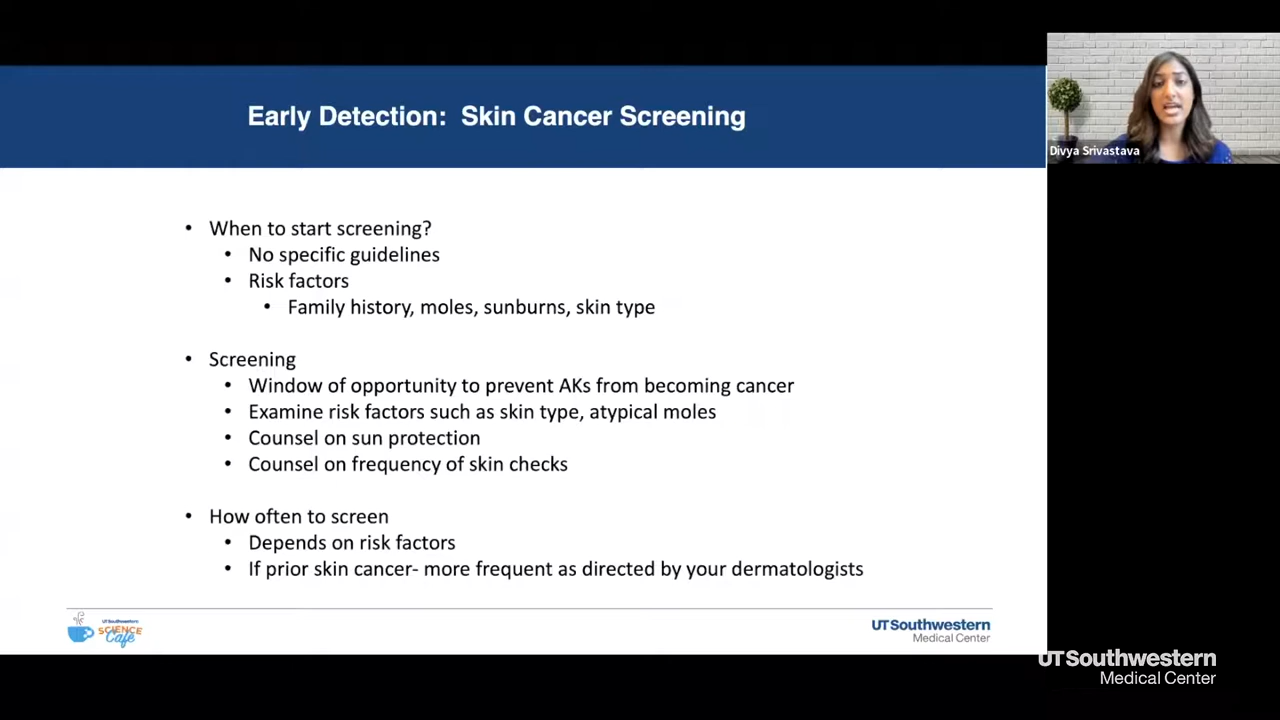 Early Detection: Skin Cancer Screening
Divya Srivastava
• When to start screening?
• No specific guidelines
• Risk factors
• Family history, moles, sunburns, skin type
• Screening
• Window of opportunity to prevent AKs from becoming cancer
• Examine risk factors such as skin type, atypical moles
• Counsel on sun protection
• Counsel on frequency of skin checks
• How often to screen
• Depends on risk factors
• If prior skin cancer- more frequent as directed by your dermatologists
UTSouthwestern
SCIENCE
Café
UTSouthwestern
Medical Center
UTSouthwestern
Medical Center